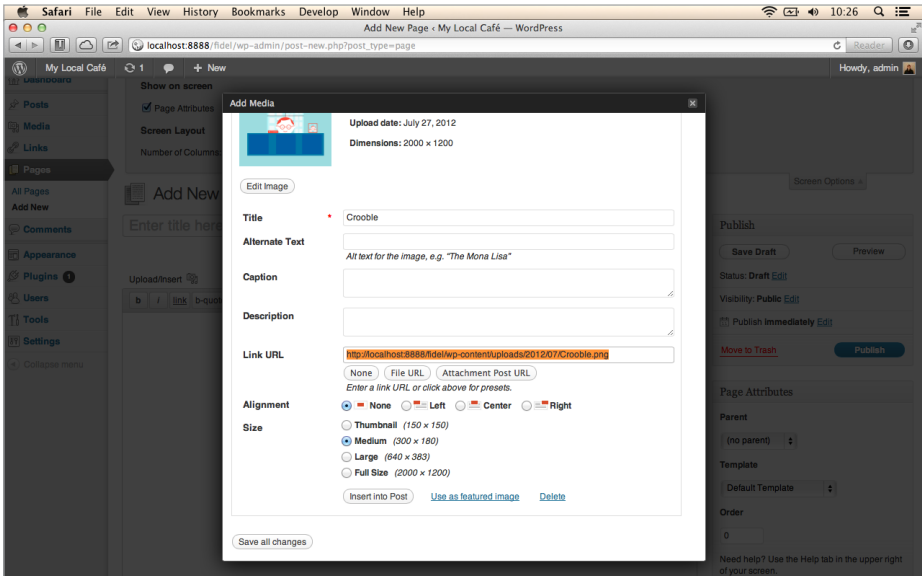 Safari File Edit View History Bookmarks Develop Window Help 10:26
Add New Page ‹ My Local Café — WordPress
localhost:8888/fidel/wp-admin/post-new.php?post_type=page Reader
My Local Café 1 + New Howdy, admin
Dashboard
Show on screen
Posts
Page Attributes
Media
Screen Layout
Links
Number of Columns:
Pages
All Pages
Add New
Comments
Appearance
Plugins 1
Users
Tools
Settings
Collapse menu
Add New
Enter title here
Upload/Insert
b i link b-quot
Add Media
Upload date: July 27, 2012
Dimensions: 2000 × 1200
Edit Image
Title * Crooble
Alternate Text
Alt text for the image, e.g. "The Mona Lisa"
Caption
Description
Link URL http://localhost:8888/fidel/wp-content/uploads/2012/07/Crooble.png
None File URL Attachment Post URL
Enter a link URL or click above for presets.
Alignment None Left Center Right
Size Thumbnail (150 × 150)
Medium (300 × 180)
Large (640 × 383)
Full Size (2000 × 1200)
Insert into Post Use as featured image Delete
Save all changes
Screen Options
Publish
Save Draft Preview
Status: Draft Edit
Visibility: Public Edit
Publish immediately Edit
Move to Trash Publish
Page Attributes
Parent
(no parent)
Template
Default Template
Order
0
Need help? Use the Help tab in the upper right
of your screen.